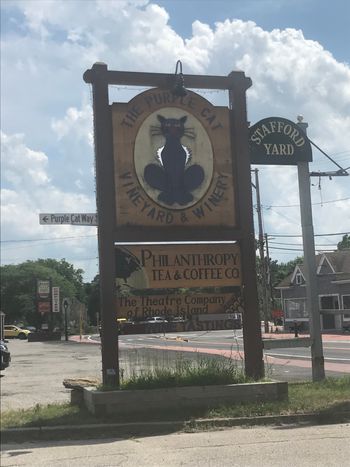 THE PURPLE CAT
VINEYARD & WINERY
STAFFORD
YARD
← Purple Cat Way
PHILANTHROPY
TEA & COFFEE CO
The Theatre Company
of Rhode Island
TASTING